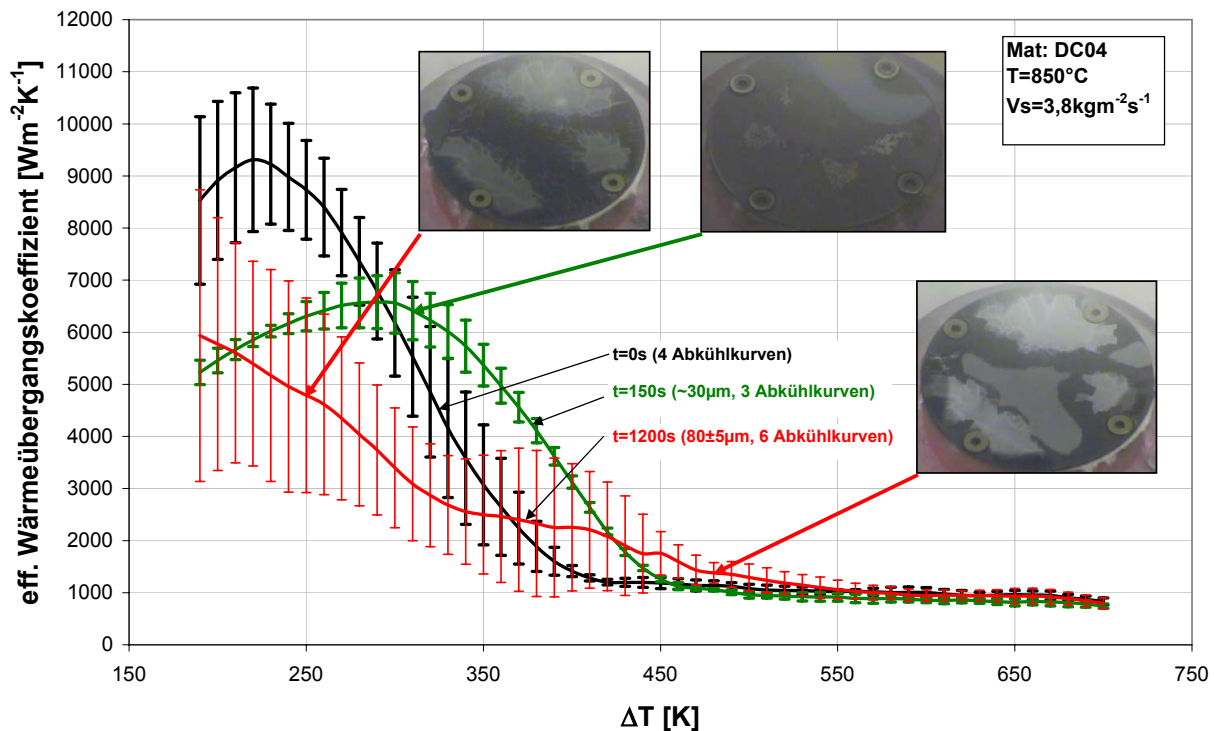 12000
11000
10000
9000
8000
7000
6000
5000
4000
3000
2000
1000
0
eff. Wärmeübergangskoeffizient [Wm⁻²K⁻¹]
Mat: DC04
T=850°C
Vs=3,8kgm⁻²s⁻¹
t=0s (4 Abkühlkurven)
t=150s (~30µm, 3 Abkühlkurven)
t=1200s (80±5µm, 6 Abkühlkurven)
150 250 350 450 550 650 750
ΔT [K]